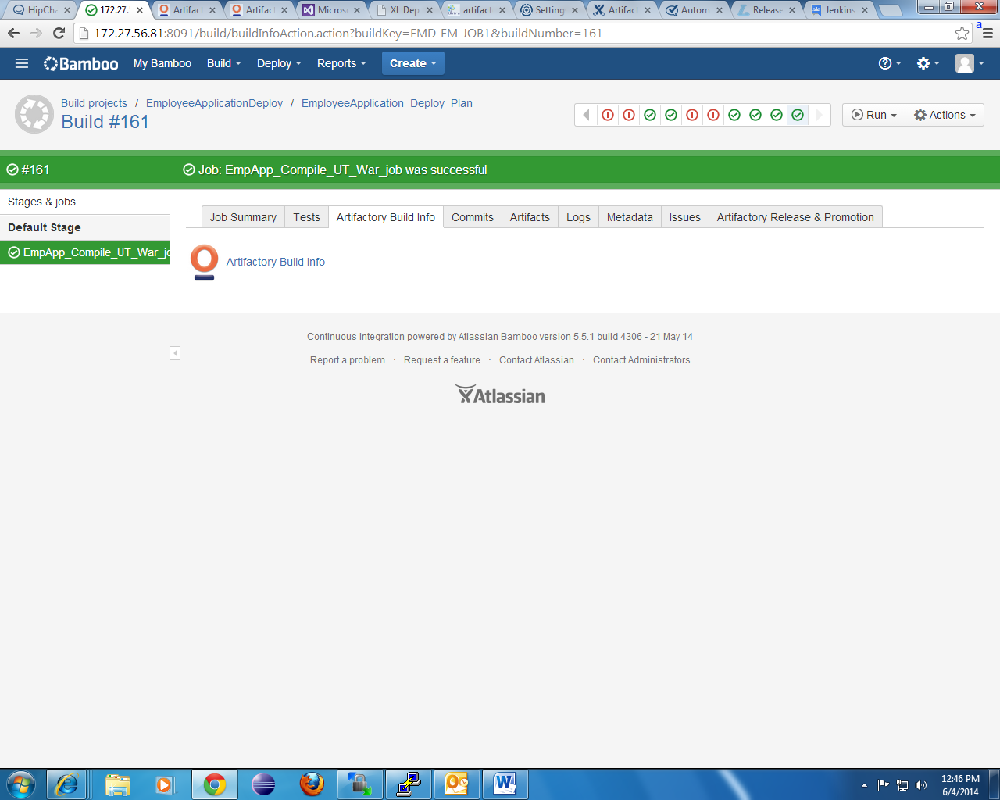 HipCha
172.27.
Artifact
Artifact
Micros
XL Dep
artifact
Setting
Artifact
Autom
Release
Jenkins
172.27.56.81:8091/build/buildInfoAction.action?buildKey=EMD-EM-JOB1&buildNumber=161
a
Bamboo My Bamboo Build Deploy Reports Create
Build projects / EmployeeApplicationDeploy / EmployeeApplication_Deploy_Plan
Build #161
Run Actions
#161
Job: EmpApp_Compile_UT_War_job was successful
Stages & jobs
Default Stage
EmpApp_Compile_UT_War_jo
Job Summary Tests Artifactory Build Info Commits Artifacts Logs Metadata Issues Artifactory Release & Promotion
Artifactory Build Info
Continuous integration powered by Atlassian Bamboo version 5.5.1 build 4306 - 21 May 14
Report a problem · Request a feature · Contact Atlassian · Contact Administrators
Atlassian
12:46 PM
6/4/2014